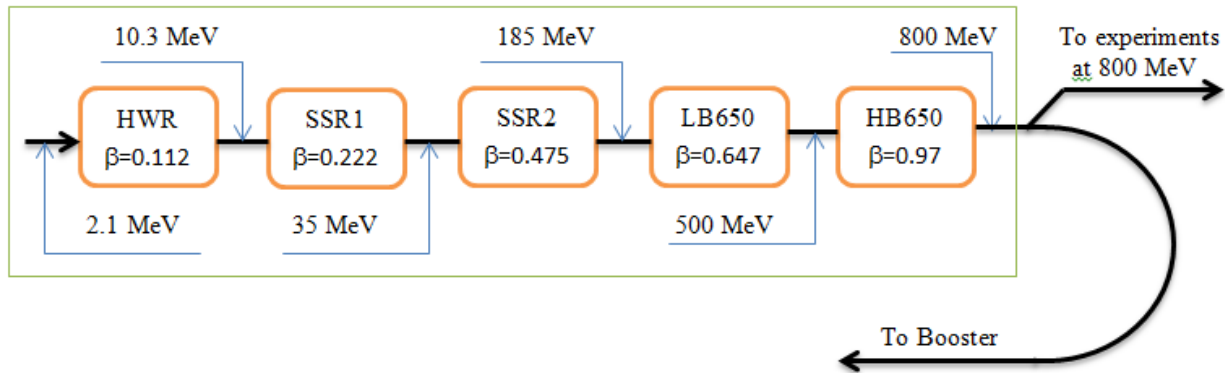 10.3 MeV
185 MeV
800 MeV
To experiments
at 800 MeV
HWR
β=0.112
SSR1
β=0.222
SSR2
β=0.475
LB650
β=0.647
HB650
β=0.97
2.1 MeV
35 MeV
500 MeV
To Booster